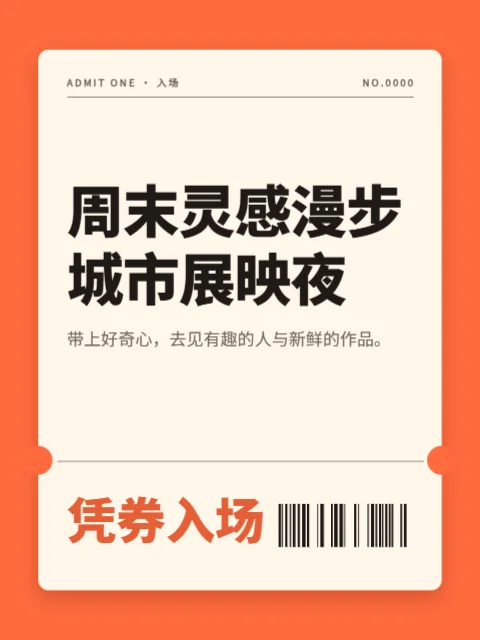 ADMIT ONE · 入场
NO.0000
周末灵感漫步
城市展映夜
带上好奇心，去见有趣的人与新鲜的作品。
凭券入场